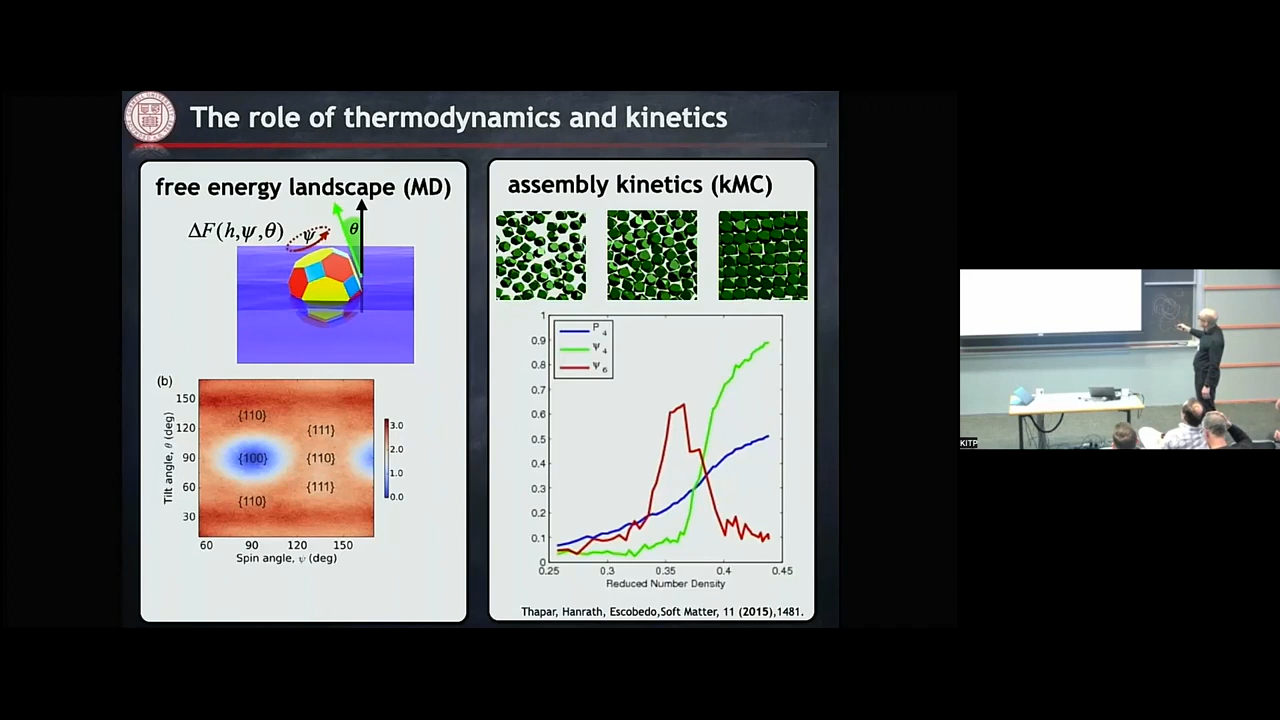 The role of thermodynamics and kinetics
free energy landscape (MD)
ΔF(h,ψ,θ)
ψ
θ
(b)
150
120
90
60
30
Tilt angle, θ (deg)
{110}
{111}
{100}
{110}
{110}
{111}
3.0
2.0
1.0
0.0
60 90 120 150
Spin angle, ψ (deg)
assembly kinetics (kMC)
P4
Ψ4
Ψ6
1
0.9
0.8
0.7
0.6
0.5
0.4
0.3
0.2
0.1
0
0.25 0.3 0.35 0.4 0.45
Reduced Number Density
Thapar, Hanrath, Escobedo,Soft Matter, 11 (2015),1481.
KITP